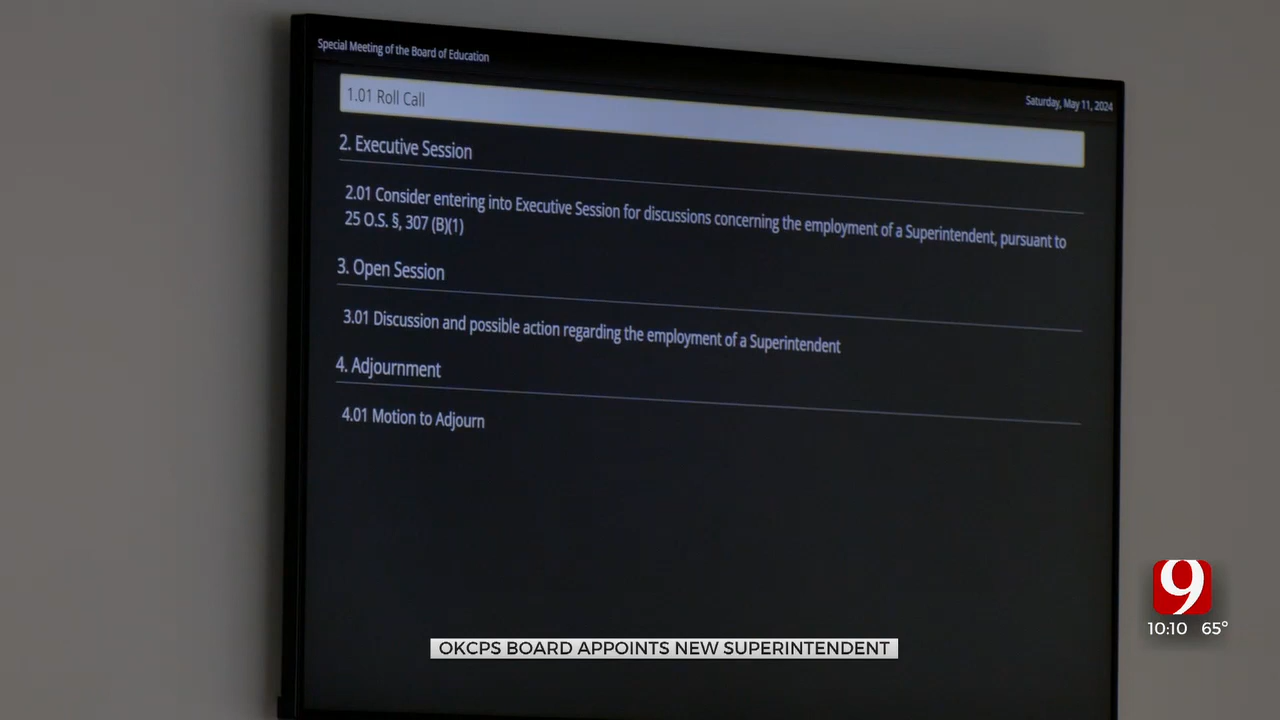 Special Meeting of the Board of Education
Saturday, May 11, 2024
1.01 Roll Call
2. Executive Session
2.01 Consider entering into Executive Session for discussions concerning the employment of a Superintendent, pursuant to
25 O.S. §, 307 (B)(1)
3. Open Session
3.01 Discussion and possible action regarding the employment of a Superintendent
4. Adjournment
4.01 Motion to Adjourn
9
10:10 65°
OKCPS BOARD APPOINTS NEW SUPERINTENDENT